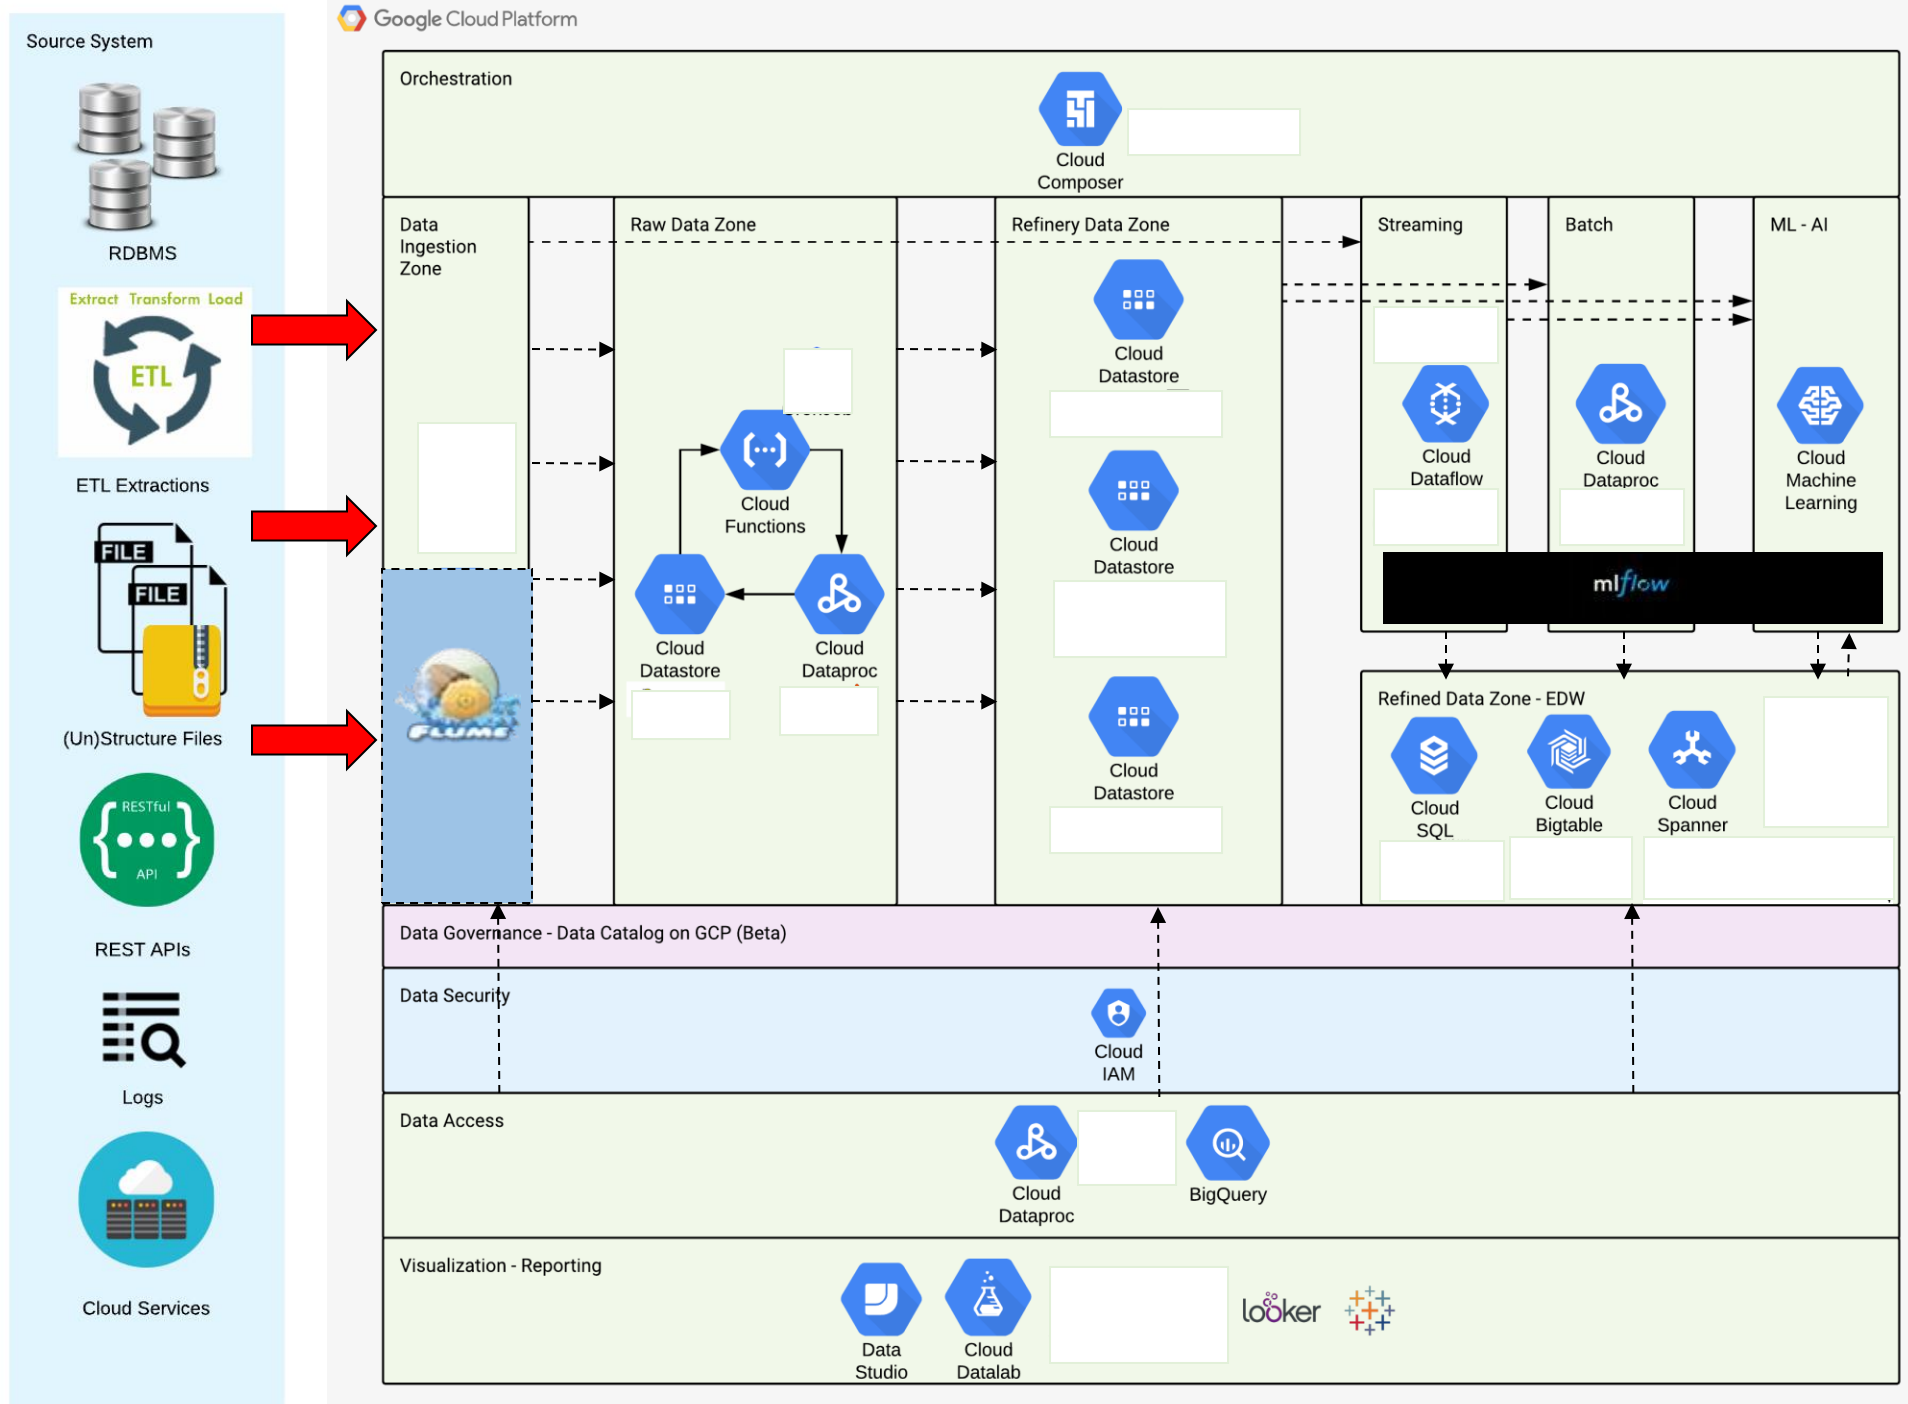 Source System
RDBMS
Extract Transform Load
ETL
ETL Extractions
FILE
FILE
(Un)Structure Files
RESTful
API
REST APIs
Logs
Cloud Services
Google Cloud Platform
Orchestration
Cloud
Composer
Data
Ingestion
Zone
FLUME
Raw Data Zone
Cloud
Functions
Cloud
Datastore
Cloud
Dataproc
Refinery Data Zone
Cloud
Datastore
Cloud
Datastore
Cloud
Datastore
Streaming
Cloud
Dataflow
Batch
Cloud
Dataproc
ML - AI
Cloud
Machine
Learning
mlflow
Refined Data Zone - EDW
Cloud
SQL
Cloud
Bigtable
Cloud
Spanner
Data Governance - Data Catalog on GCP (Beta)
Data Security
Cloud
IAM
Data Access
Cloud
Dataproc
BigQuery
Visualization - Reporting
Data
Studio
Cloud
Datalab
looker